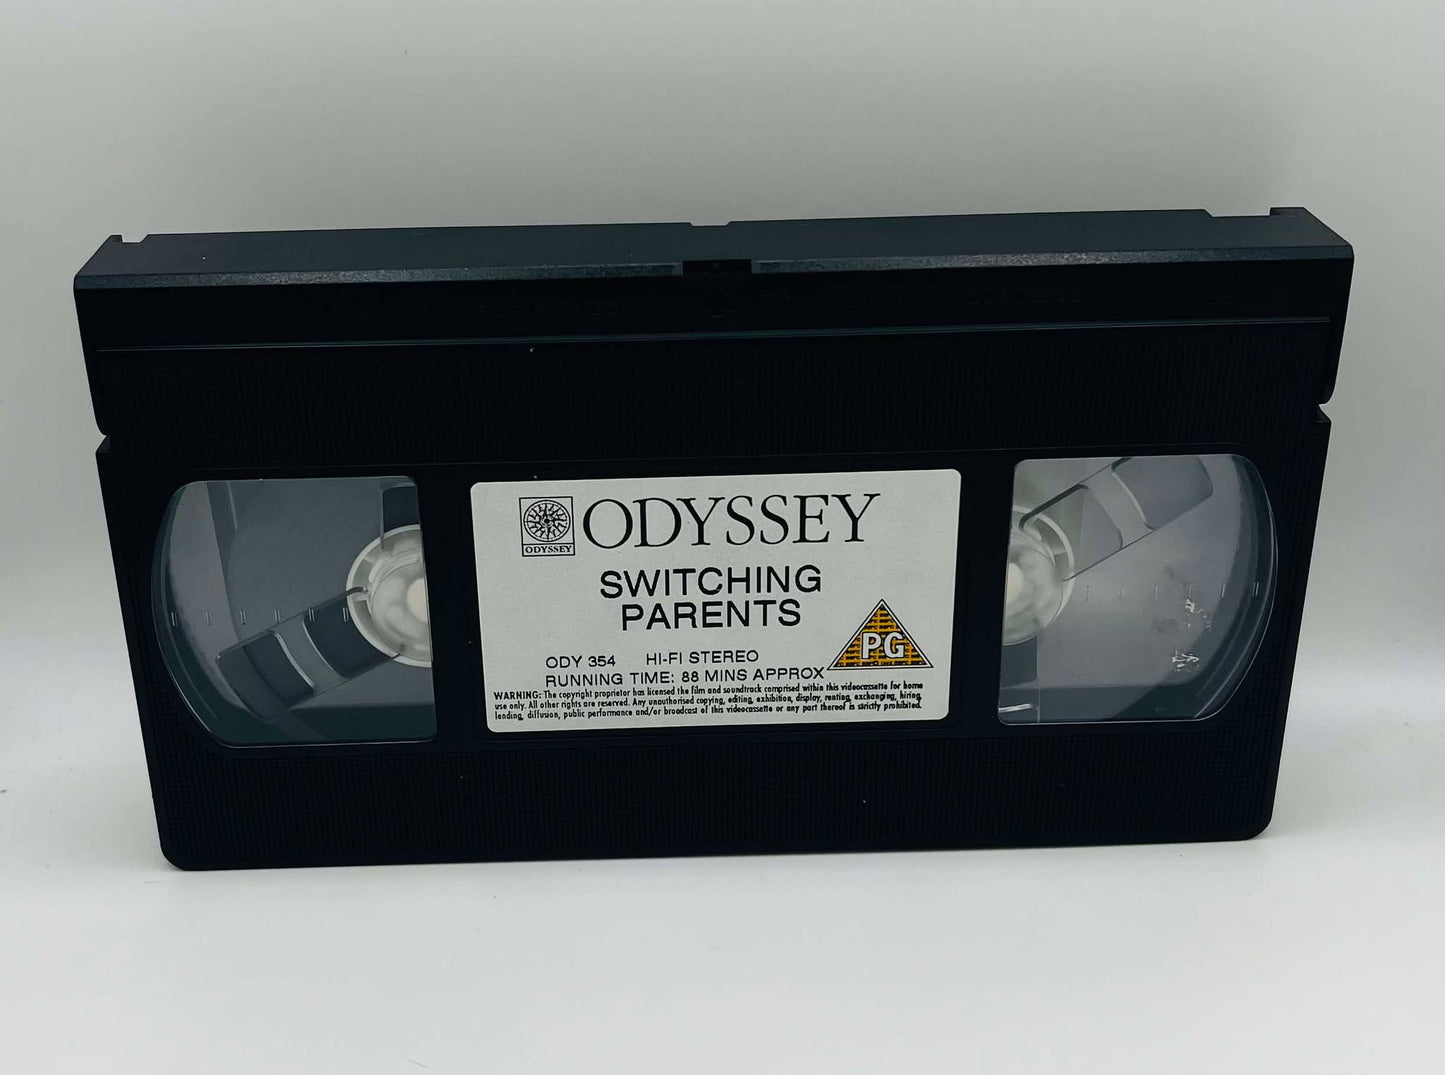 ODYSSEY
ODYSSEY
SWITCHING
PARENTS
PG
ODY 354 HI-FI STEREO
RUNNING TIME: 88 MINS APPROX
WARNING: The copyright proprietor has licensed the film and soundtrack comprised within this videocassette for home
use only. All other rights are reserved. Any unauthorised copying, editing, exhibition, display, renting, exchanging, hiring,
lending, diffusion, public performance and/or broadcast of this videocassette or any part thereof is strictly prohibited.